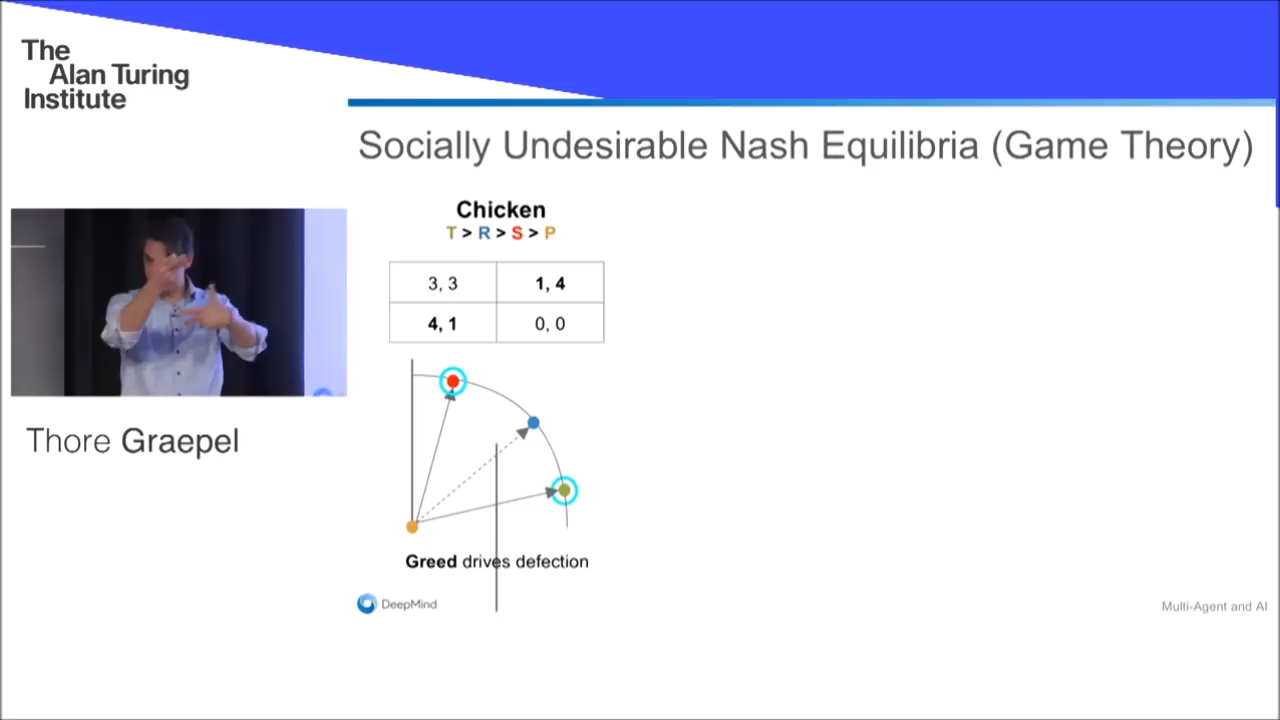 The
Alan Turing
Institute
Socially Undesirable Nash Equilibria (Game Theory)
Chicken
T > R > S > P
3, 3 1, 4
4, 1 0, 0
Thore Graepel
Greed drives defection
DeepMind
Multi-Agent and AI